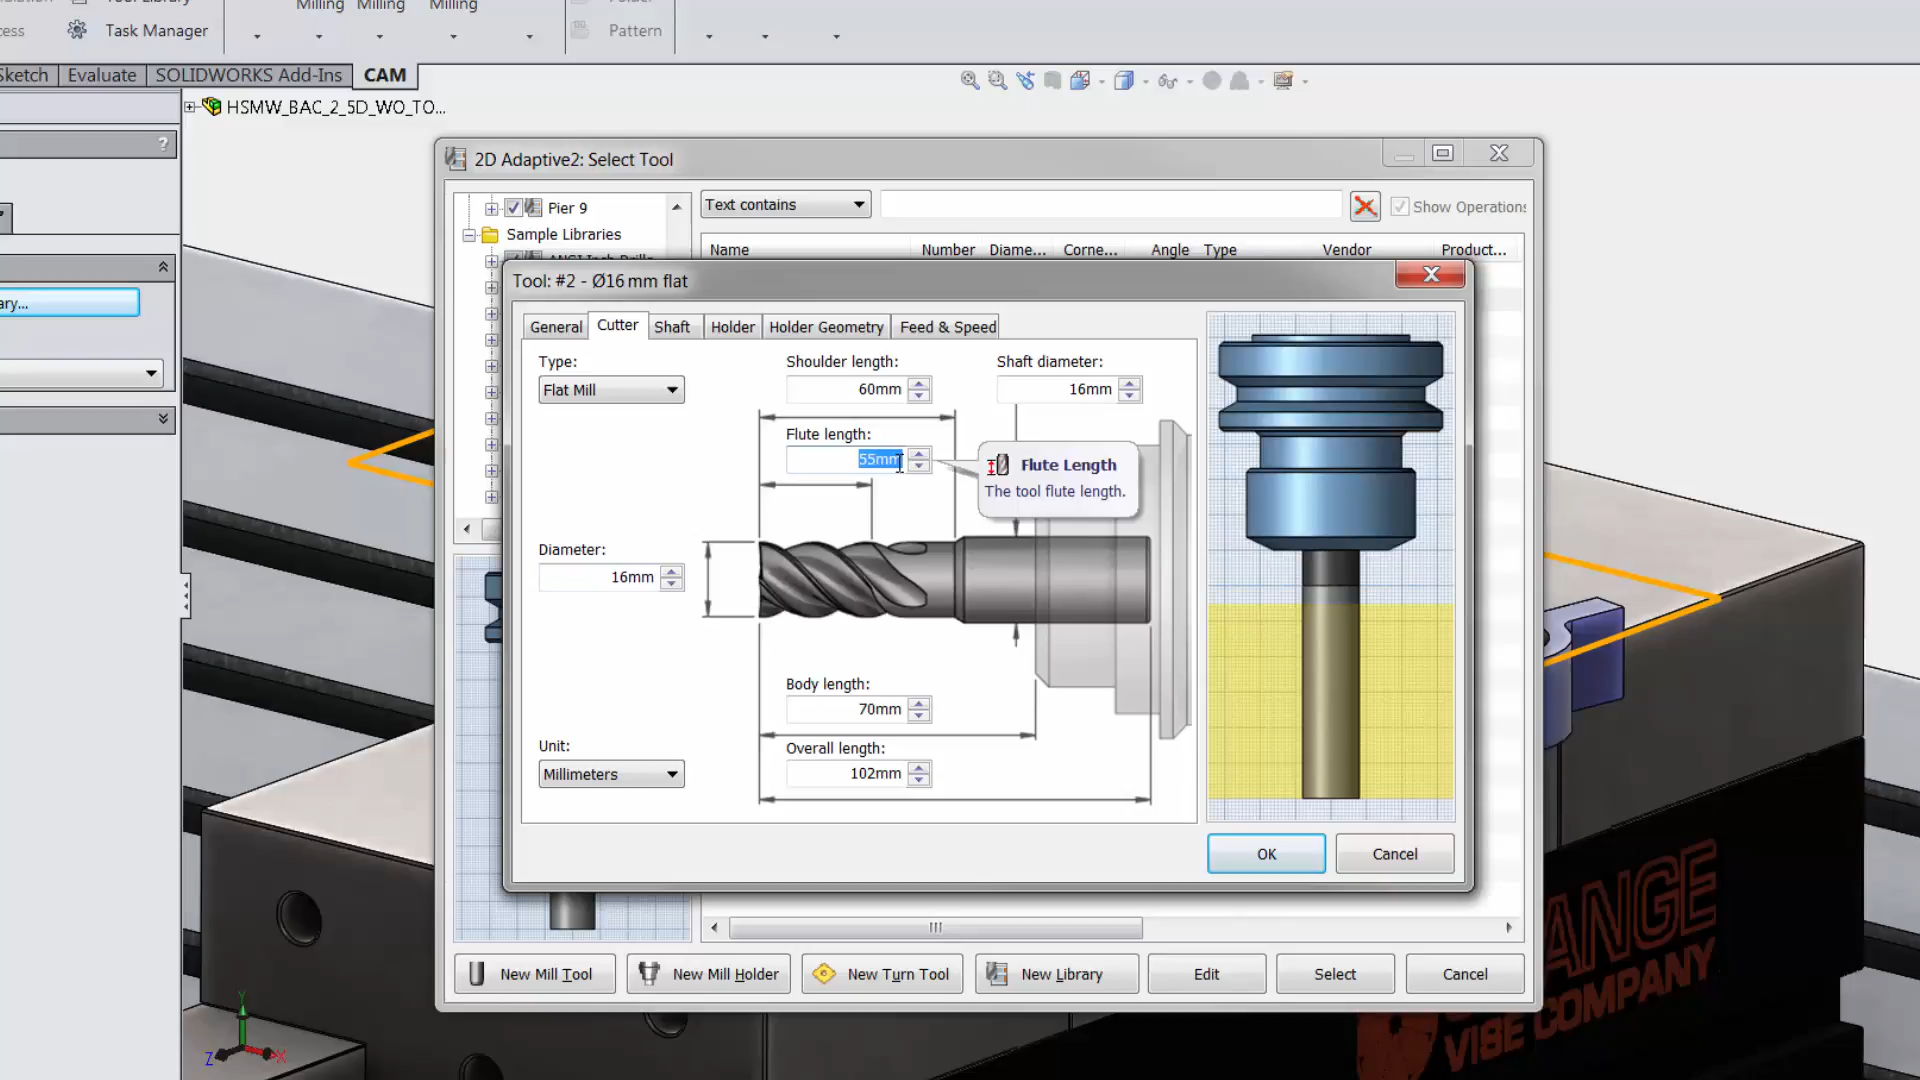 Milling Milling Milling
Task Manager
Pattern
Sketch Evaluate SOLIDWORKS Add-Ins CAM
HSMW_BAC_2_5D_WO_TO...
?
2D Adaptive2: Select Tool
Pier 9
Sample Libraries
Text contains
Show Operations
Name Number Diame... Corne... Angle Type Vendor Product...
Tool: #2 - Ø16 mm flat
General Cutter Shaft Holder Holder Geometry Feed & Speed
Type:
Flat Mill
Shoulder length:
60mm
Shaft diameter:
16mm
Flute length:
55mm
Flute Length
The tool flute length.
Diameter:
16mm
Body length:
70mm
Unit:
Millimeters
Overall length:
102mm
OK Cancel
New Mill Tool New Mill Holder New Turn Tool New Library Edit Select Cancel
ANGE
VISE COMPANY
Y
Z X